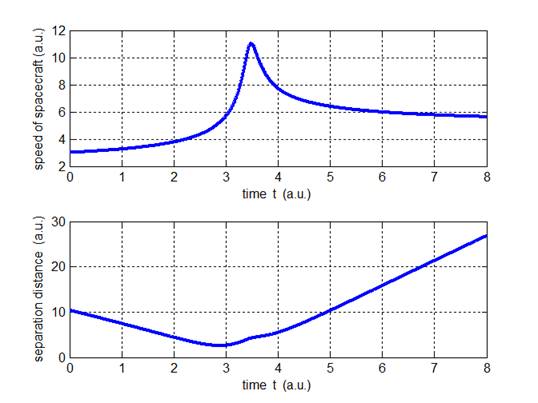 speed of spacecraft (a.u.)
12
10
8
6
4
2
0 1 2 3 4 5 6 7 8
time t (a.u.)
separation distance (a.u.)
30
20
10
0
0 1 2 3 4 5 6 7 8
time t (a.u.)